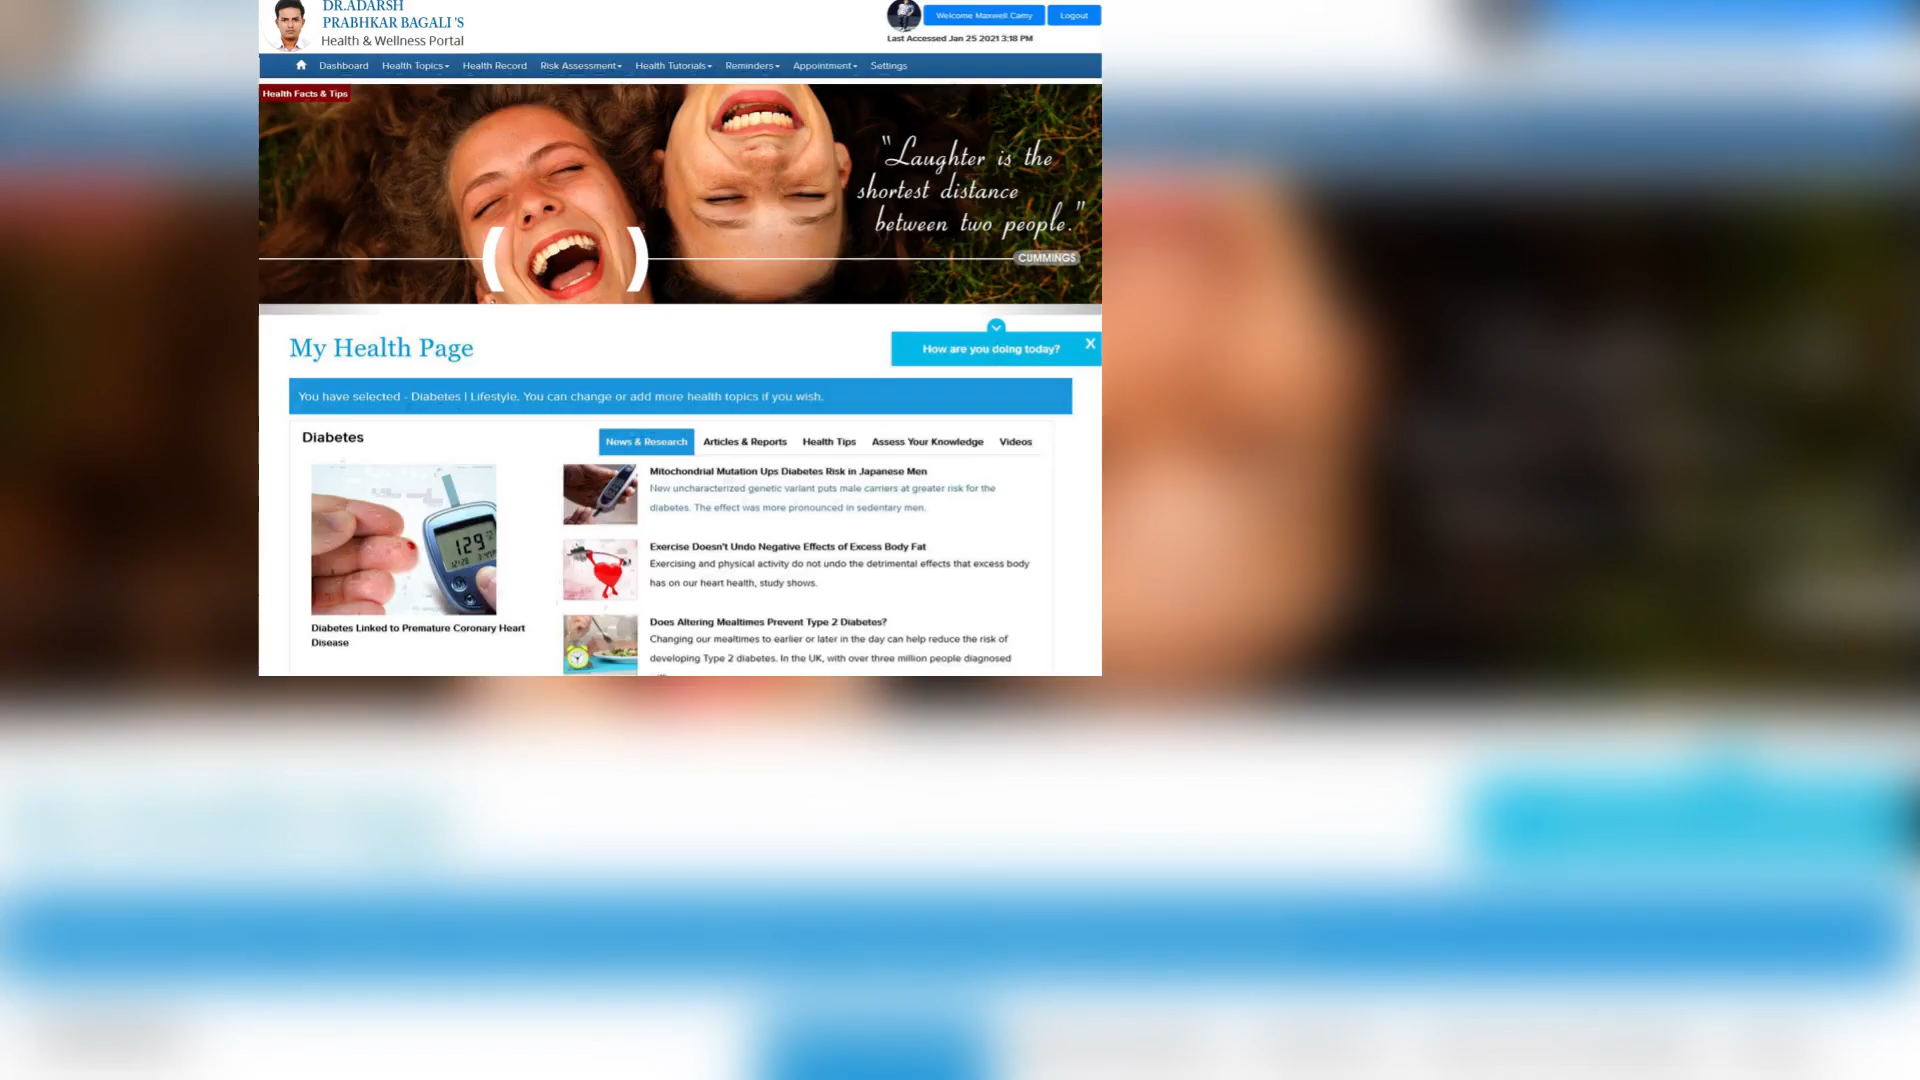 DR.ADARSH
PRABHKAR BAGALI 'S
Health & Wellness Portal
Welcome Maxwell Camy
Logout
Last Accessed Jan 25 2021 3:18 PM
Dashboard Health Topics Health Record Risk Assessment Health Tutorials Reminders Appointment Settings
Health Facts & Tips
"Laughter is the
shortest distance
between two people."
CUMMINGS
My Health Page
How are you doing today? X
You have selected - Diabetes | Lifestyle. You can change or add more health topics if you wish.
Diabetes
News & Research Articles & Reports Health Tips Assess Your Knowledge Videos
129
Diabetes Linked to Premature Coronary Heart
Disease
Mitochondrial Mutation Ups Diabetes Risk in Japanese Men
New uncharacterized genetic variant puts male carriers at greater risk for the
diabetes. The effect was more pronounced in sedentary men.
Exercise Doesn't Undo Negative Effects of Excess Body Fat
Exercising and physical activity do not undo the detrimental effects that excess body
has on our heart health, study shows.
Does Altering Mealtimes Prevent Type 2 Diabetes?
Changing our mealtimes to earlier or later in the day can help reduce the risk of
developing Type 2 diabetes. In the UK, with over three million people diagnosed